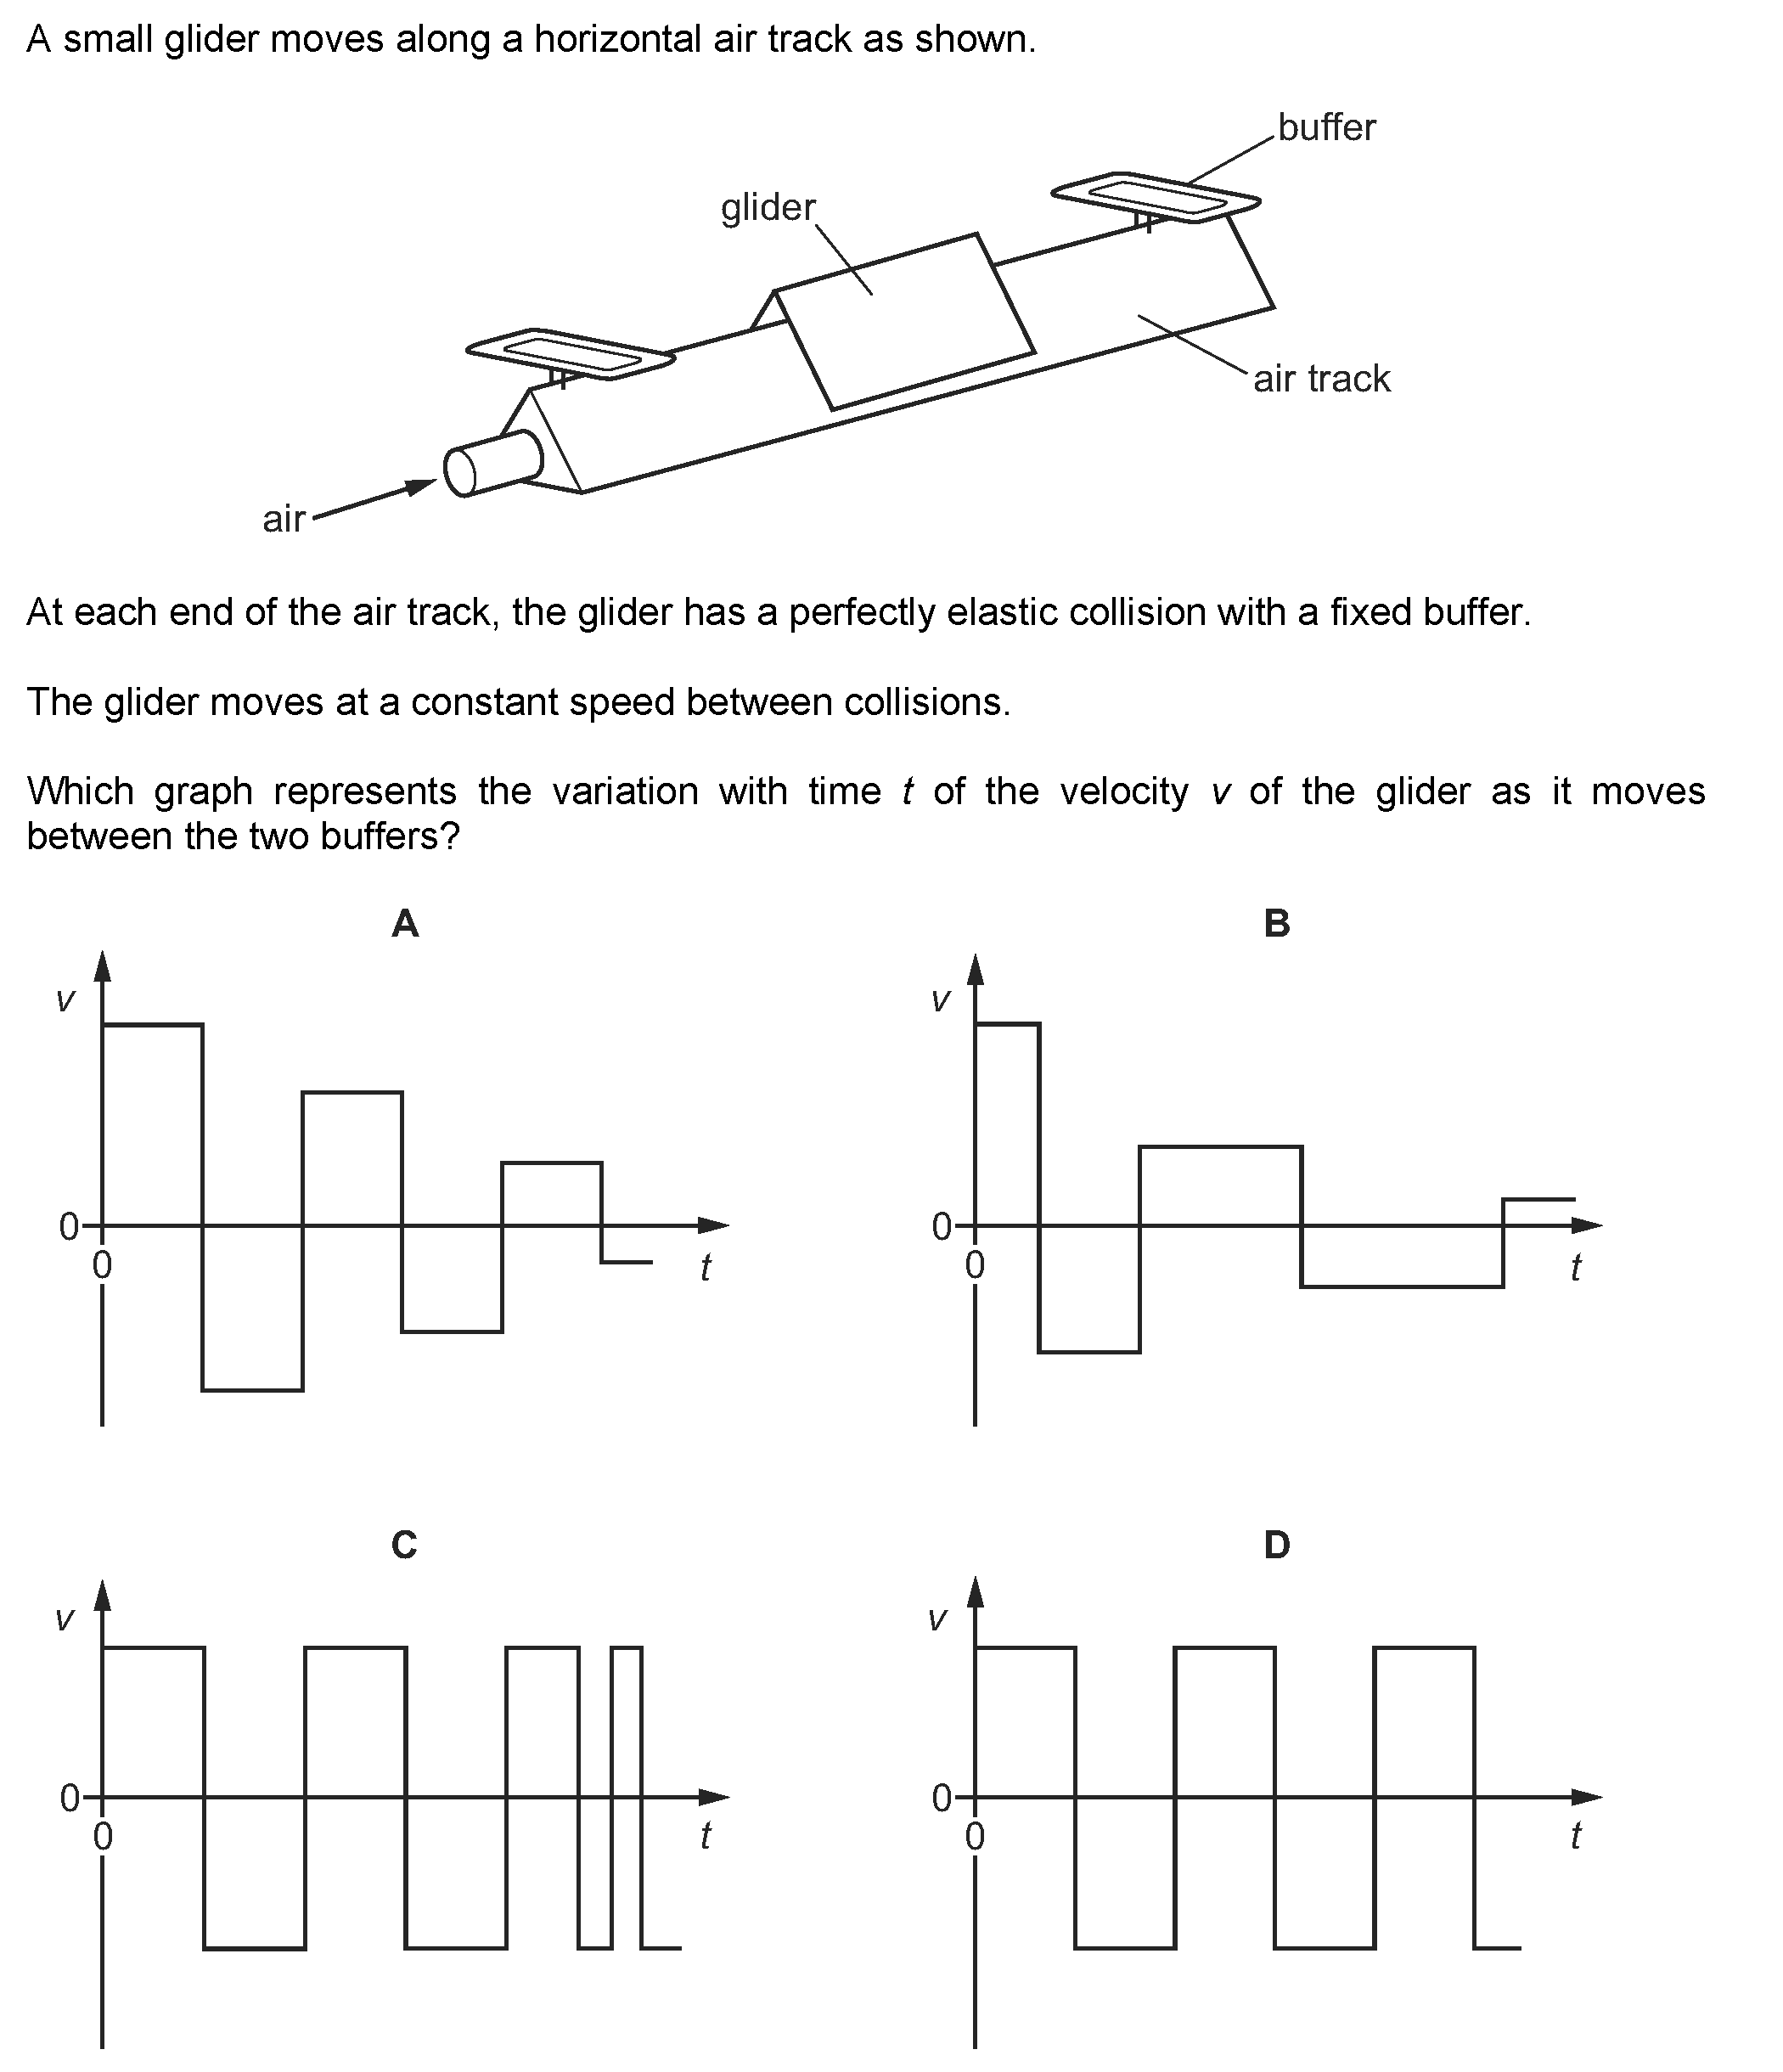 A small glider moves along a horizontal air track as shown.
buffer
glider
air track
air
At each end of the air track, the glider has a perfectly elastic collision with a fixed buffer.
The glider moves at a constant speed between collisions.
Which graph represents the variation with time t of the velocity v of the glider as it moves
between the two buffers?
A
v
0
0
t
B
v
0
0
t
C
v
0
0
t
D
v
0
0
t